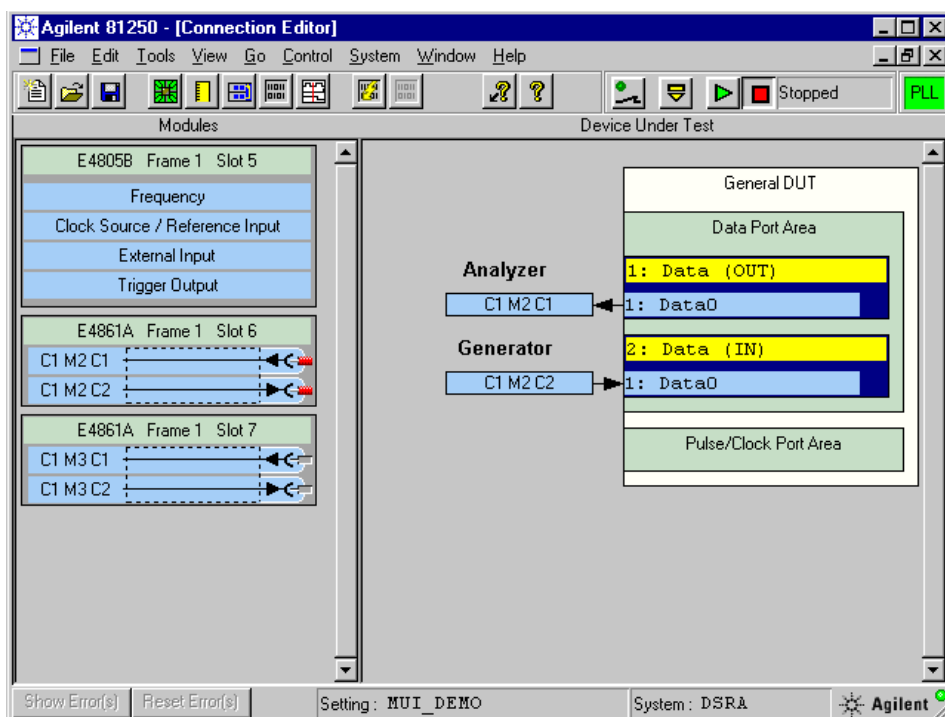 Agilent 81250 - [Connection Editor]
File Edit Tools View Go Control System Window Help
Stopped
PLL
Modules
Device Under Test
E4805B Frame 1 Slot 5
Frequency
Clock Source / Reference Input
External Input
Trigger Output
E4861A Frame 1 Slot 6
C1 M2 C1
C1 M2 C2
E4861A Frame 1 Slot 7
C1 M3 C1
C1 M3 C2
General DUT
Data Port Area
Analyzer
1: Data (OUT)
C1 M2 C1
1: Data0
Generator
2: Data (IN)
C1 M2 C2
1: Data0
Pulse/Clock Port Area
Show Error(s)
Reset Error(s)
Setting : MUI_DEMO
System : DSRA
Agilent